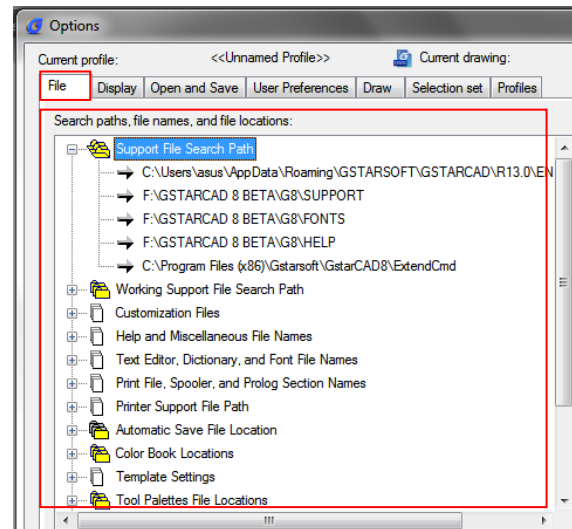 Options
Current profile: <<Unnamed Profile>> Current drawing:
File Display Open and Save User Preferences Draw Selection set Profiles
Search paths, file names, and file locations:
Support File Search Path
C:\Users\asus\AppData\Roaming\GSTARSOFT\GSTARCAD\R13.0\EN
F:\GSTARCAD 8 BETA\G8\SUPPORT
F:\GSTARCAD 8 BETA\G8\FONTS
F:\GSTARCAD 8 BETA\G8\HELP
C:\Program Files (x86)\Gstarsoft\GstarCAD8\ExtendCmd
Working Support File Search Path
Customization Files
Help and Miscellaneous File Names
Text Editor, Dictionary, and Font File Names
Print File, Spooler, and Prolog Section Names
Printer Support File Path
Automatic Save File Location
Color Book Locations
Template Settings
Tool Palettes File Locations